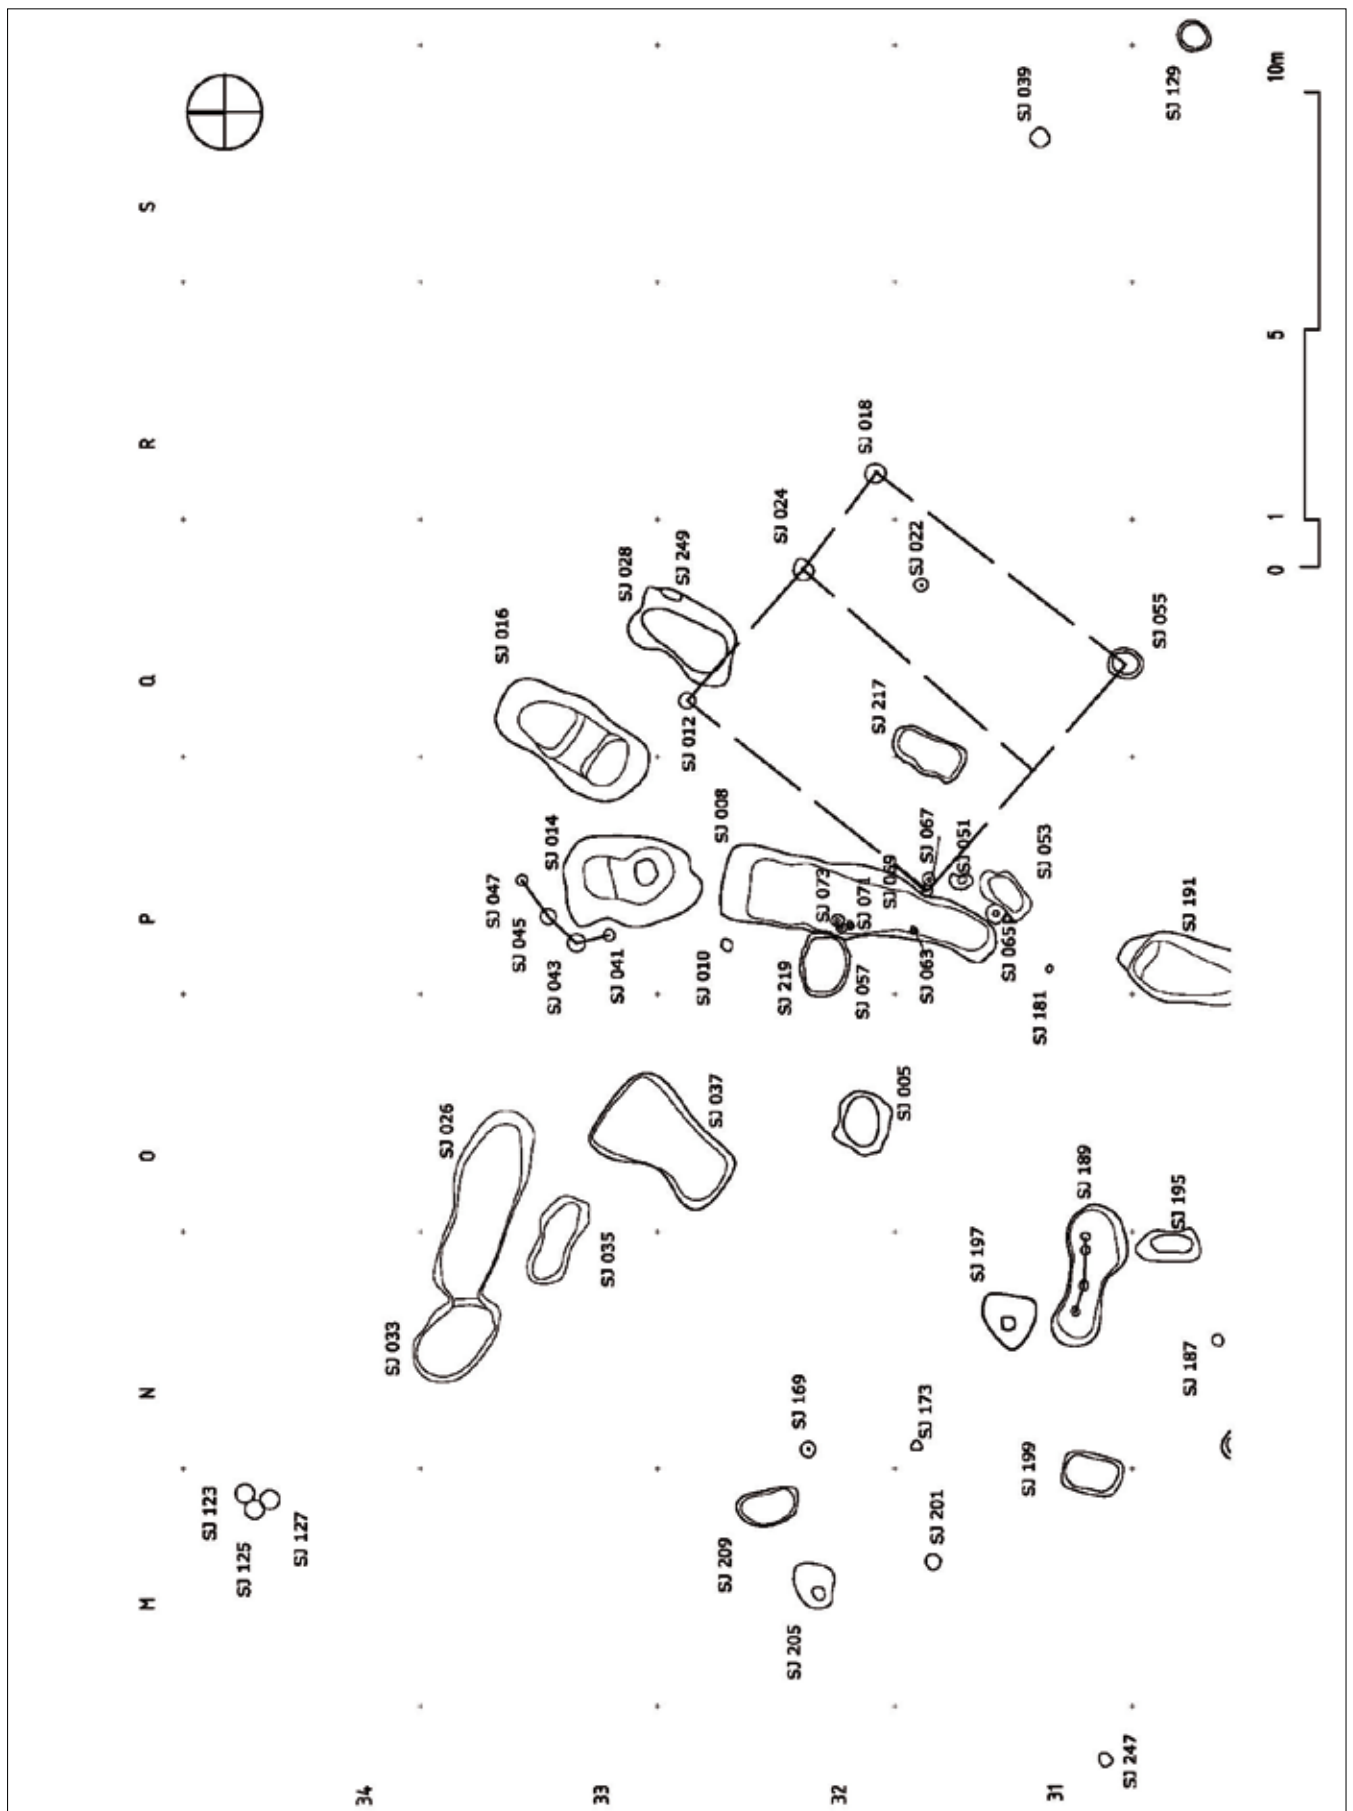 SJ 129
SJ 039
10m
S
5
R
SJ 018
SJ 024
SJ 022
1
0
SJ 249
SJ 028
SJ 016
SJ 055
Q
SJ 217
SJ 012
SJ 008
SJ 067
SJ 051
SJ 053
SJ 014
SJ 069
SJ 073
SJ 071
SJ 047
SJ 045
SJ 043
SJ 041
SJ 010
SJ 219
SJ 057
SJ 063
SJ 065
SJ 181
SJ 191
P
SJ 037
SJ 005
SJ 026
O
SJ 189
SJ 195
SJ 197
SJ 035
SJ 033
SJ 187
N
SJ 169
SJ 173
SJ 199
SJ 201
SJ 123
SJ 125
SJ 127
SJ 209
SJ 205
M
SJ 247
34
33
32
31